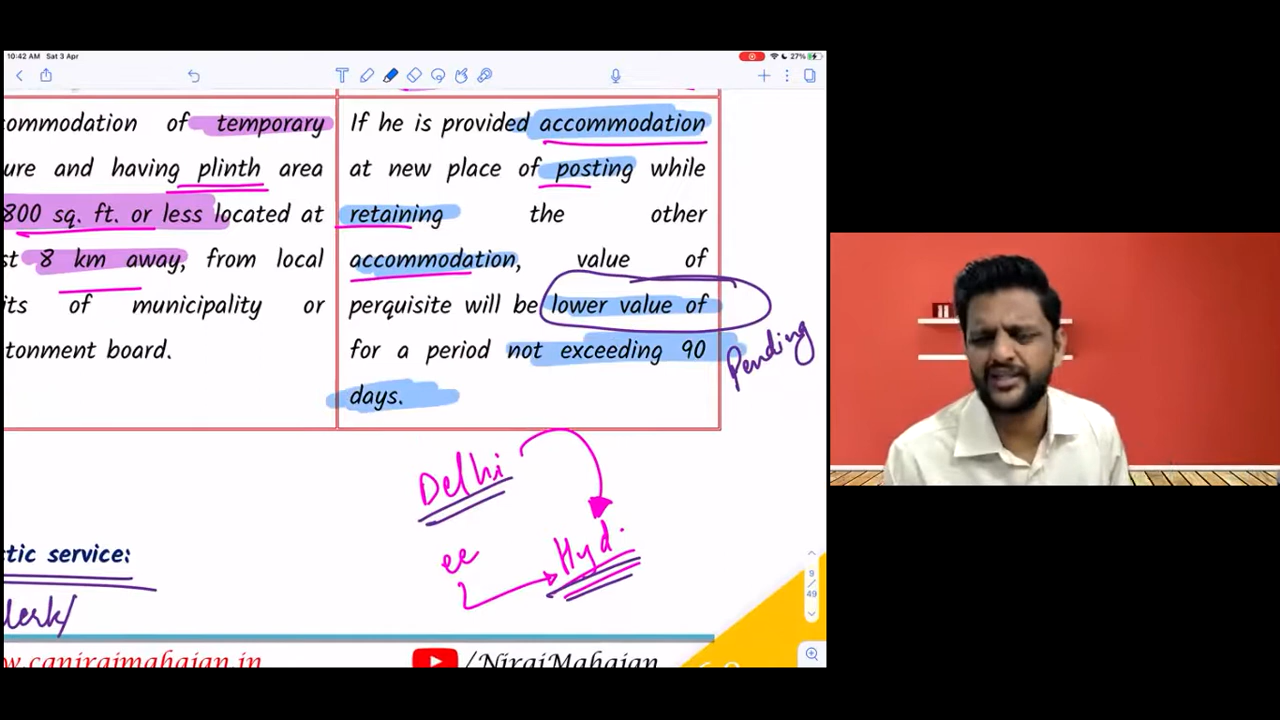 10:42 AM Sat 3 Apr
27%
T
commodation of temporary
ure and having plinth area
800 sq. ft. or less located at
st 8 km away, from local
its of municipality or
tonment board.
If he is provided accommodation
at new place of posting while
retaining the other
accommodation, value of
perquisite will be lower value of
for a period not exceeding 90
days.
Pending
Delhi
ee
Hyd.
tic service:
lerk/
9
/
49
w.canirajmahajan.in
/NirajMahajan